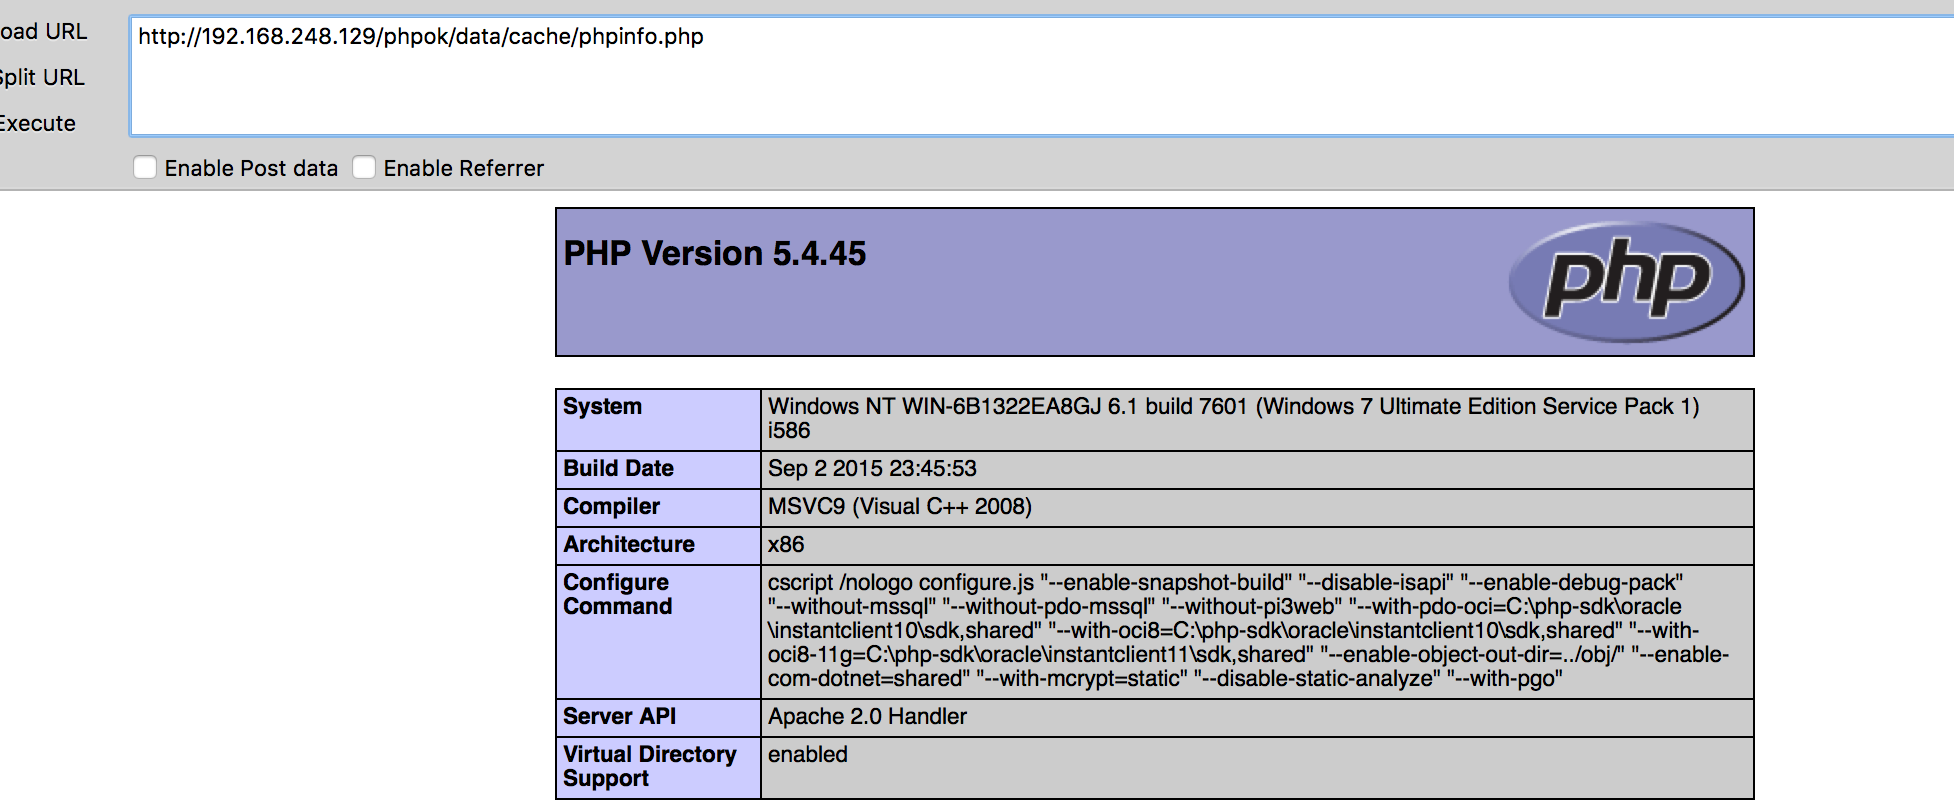 oad URL
http://192.168.248.129/phpok/data/cache/phpinfo.php
Split URL
Execute
Enable Post data
Enable Referrer
PHP Version 5.4.45
php
System
Windows NT WIN-6B1322EA8GJ 6.1 build 7601 (Windows 7 Ultimate Edition Service Pack 1)
i586
Build Date
Sep 2 2015 23:45:53
Compiler
MSVC9 (Visual C++ 2008)
Architecture
x86
Configure
Command
cscript /nologo configure.js "--enable-snapshot-build" "--disable-isapi" "--enable-debug-pack"
"--without-mssql" "--without-pdo-mssql" "--without-pi3web" "--with-pdo-oci=C:\php-sdk\oracle
\instantclient10\sdk,shared" "--with-oci8=C:\php-sdk\oracle\instantclient10\sdk,shared" "--with-
oci8-11g=C:\php-sdk\oracle\instantclient11\sdk,shared" "--enable-object-out-dir=../obj/" "--enable-
com-dotnet=shared" "--with-mcrypt=static" "--disable-static-analyze" "--with-pgo"
Server API
Apache 2.0 Handler
Virtual Directory
Support
enabled